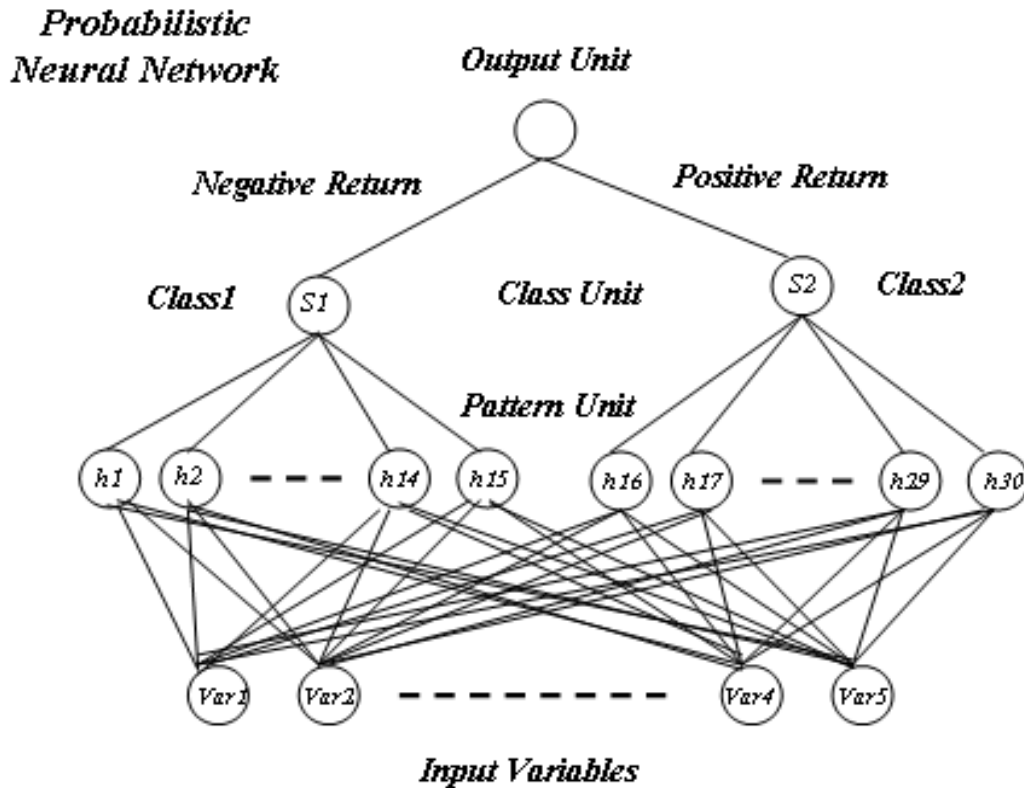 Probabilistic
Neural Network
Output Unit
Negative Return
Positive Return
Class1
S1
Class Unit
S2
Class2
Pattern Unit
h1
h2
h14
h15
h16
h17
h29
h30
Var1
Var2
Var4
Var5
Input Variables